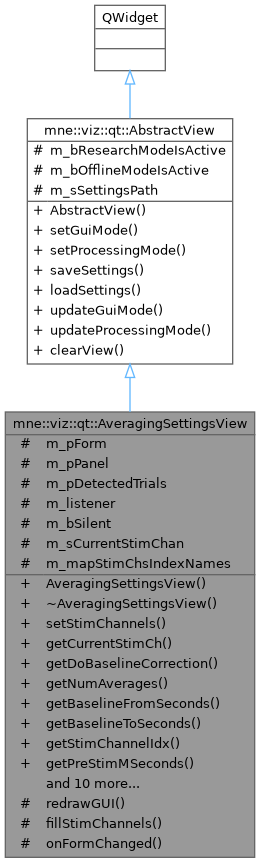 QWidget
mne::viz::qt::AbstractView
# m_bResearchModeIsActive
# m_bOfflineModeIsActive
# m_sSettingsPath
+ AbstractView()
+ setGuiMode()
+ setProcessingMode()
+ saveSettings()
+ loadSettings()
+ updateGuiMode()
+ updateProcessingMode()
+ clearView()
mne::viz::qt::AveragingSettingsView
# m_pForm
# m_pPanel
# m_pDetectedTrials
# m_listener
# m_bSilent
# m_sCurrentStimChan
# m_mapStimChsIndexNames
+ AveragingSettingsView()
+ ~AveragingSettingsView()
+ setStimChannels()
+ getCurrentStimCh()
+ getDoBaselineCorrection()
+ getNumAverages()
+ getBaselineFromSeconds()
+ getBaselineToSeconds()
+ getStimChannelIdx()
+ getPreStimMSeconds()
and 10 more...
# redrawGUI()
# fillStimChannels()
# onFormChanged()